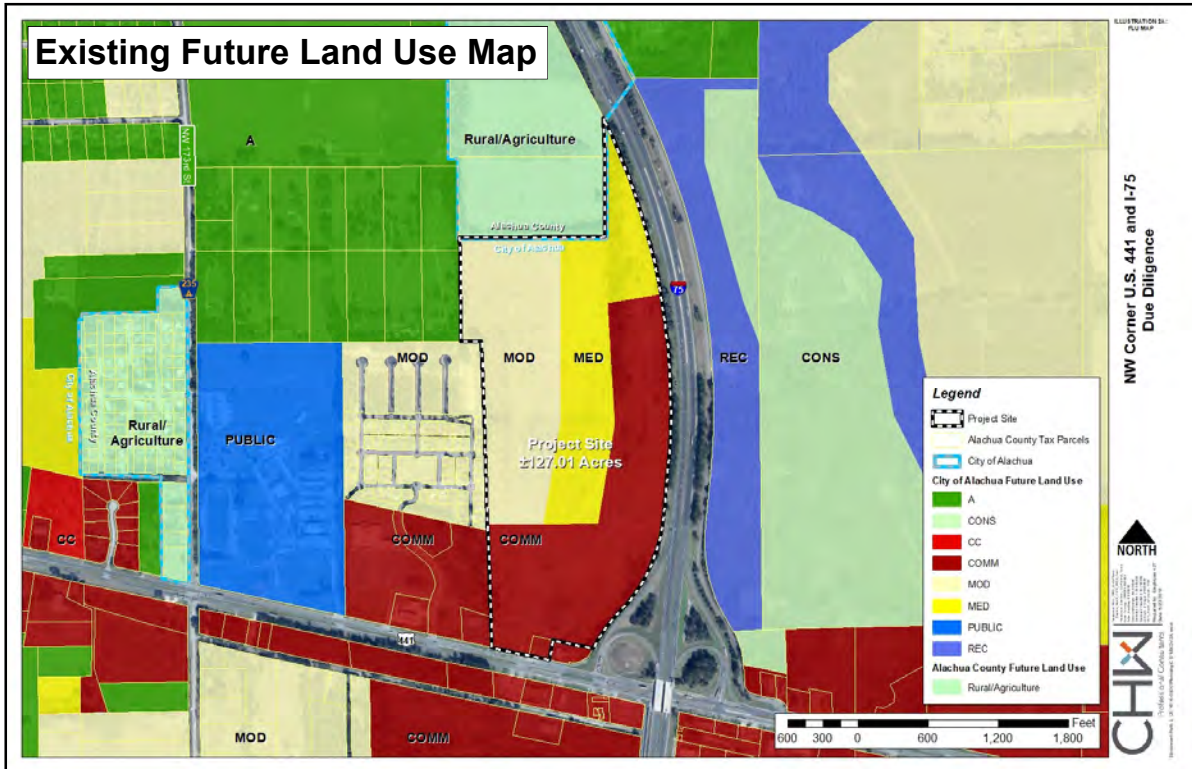 Existing Future Land Use Map
A
Rural/Agriculture
NW 173rd St
Alachua County
City of Alachua
235
75
MOD
MOD
MED
REC
CONS
City of Alachua
Alachua County
Rural/
Agriculture
PUBLIC
Project Site
±127.01 Acres
CC
COMM
COMM
441
MOD
COMM
Legend
Project Site
Alachua County Tax Parcels
City of Alachua
City of Alachua Future Land Use
A
CONS
CC
COMM
MOD
MED
PUBLIC
REC
Alachua County Future Land Use
Rural/Agriculture
Feet
600 300 0 600 1,200 1,800
FLU MAP
NW Corner U.S. 441 and I-75
Due Diligence
NORTH
CHW
Professional Consultants